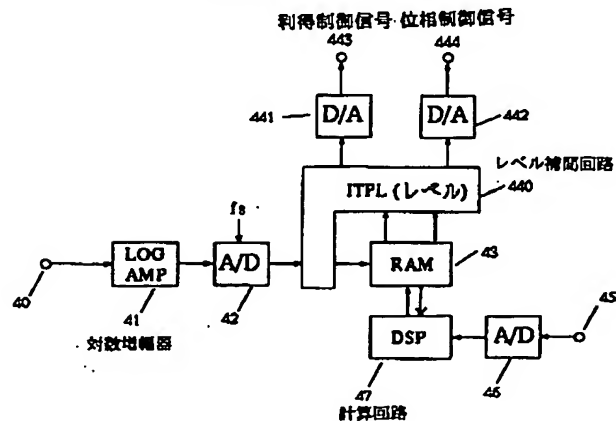 利得制御信号 位相制御信号
443 444
441 D/A D/A 442
レベル補間回路
ITPL (レベル) 440
fs
LOG AMP A/D RAM 43
40 41 42
対数増幅器
45
DSP A/D
47 46
計算回路